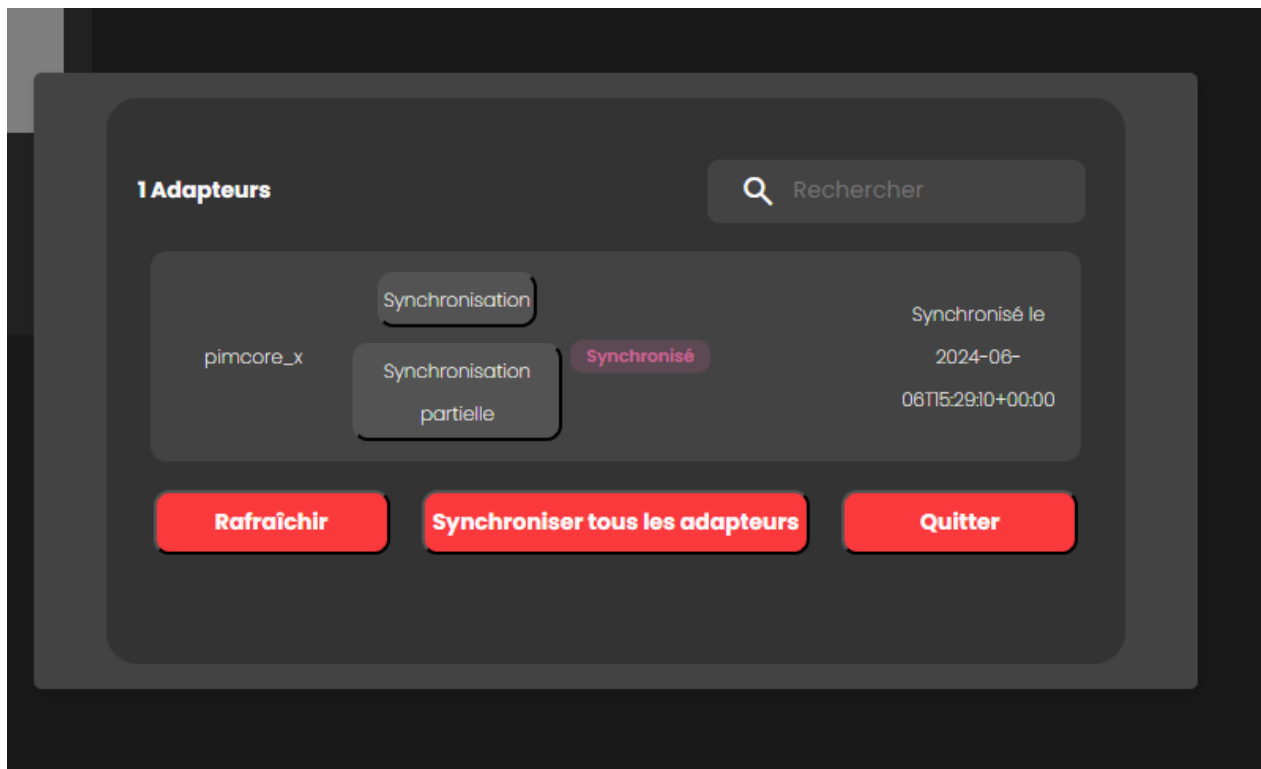 1 Adapteurs
Rechercher
pimcore_x
Synchronisation
Synchronisation
partielle
Synchronisé
Synchronisé le
2024-06-
06T15:29:10+00:00
Rafraîchir
Synchroniser tous les adapteurs
Quitter